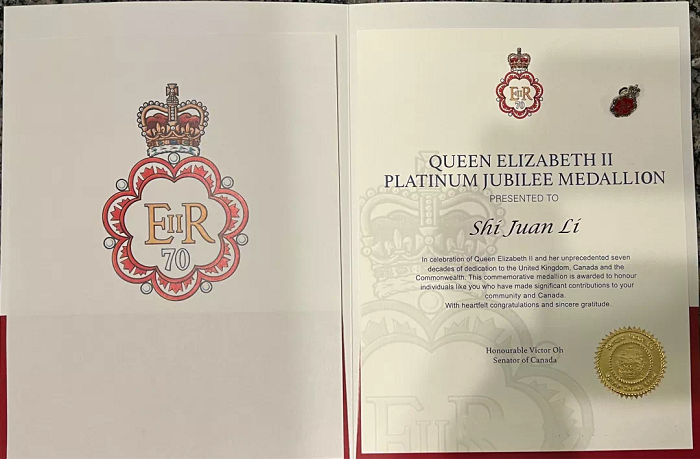 EIIR
70
EIIR
70
QUEEN ELIZABETH II
PLATINUM JUBILEE MEDALLION
PRESENTED TO
Shi Juan Li
In celebration of Queen Elizabeth II and her unprecedented seven
decades of dedication to the United Kingdom, Canada and the
Commonwealth. This commemorative medallion is awarded to honour
individuals like you who have made significant contributions to your
community and Canada.
With heartfelt congratulations and sincere gratitude.
Honourable Victor Oh
Senator of Canada
EIIR